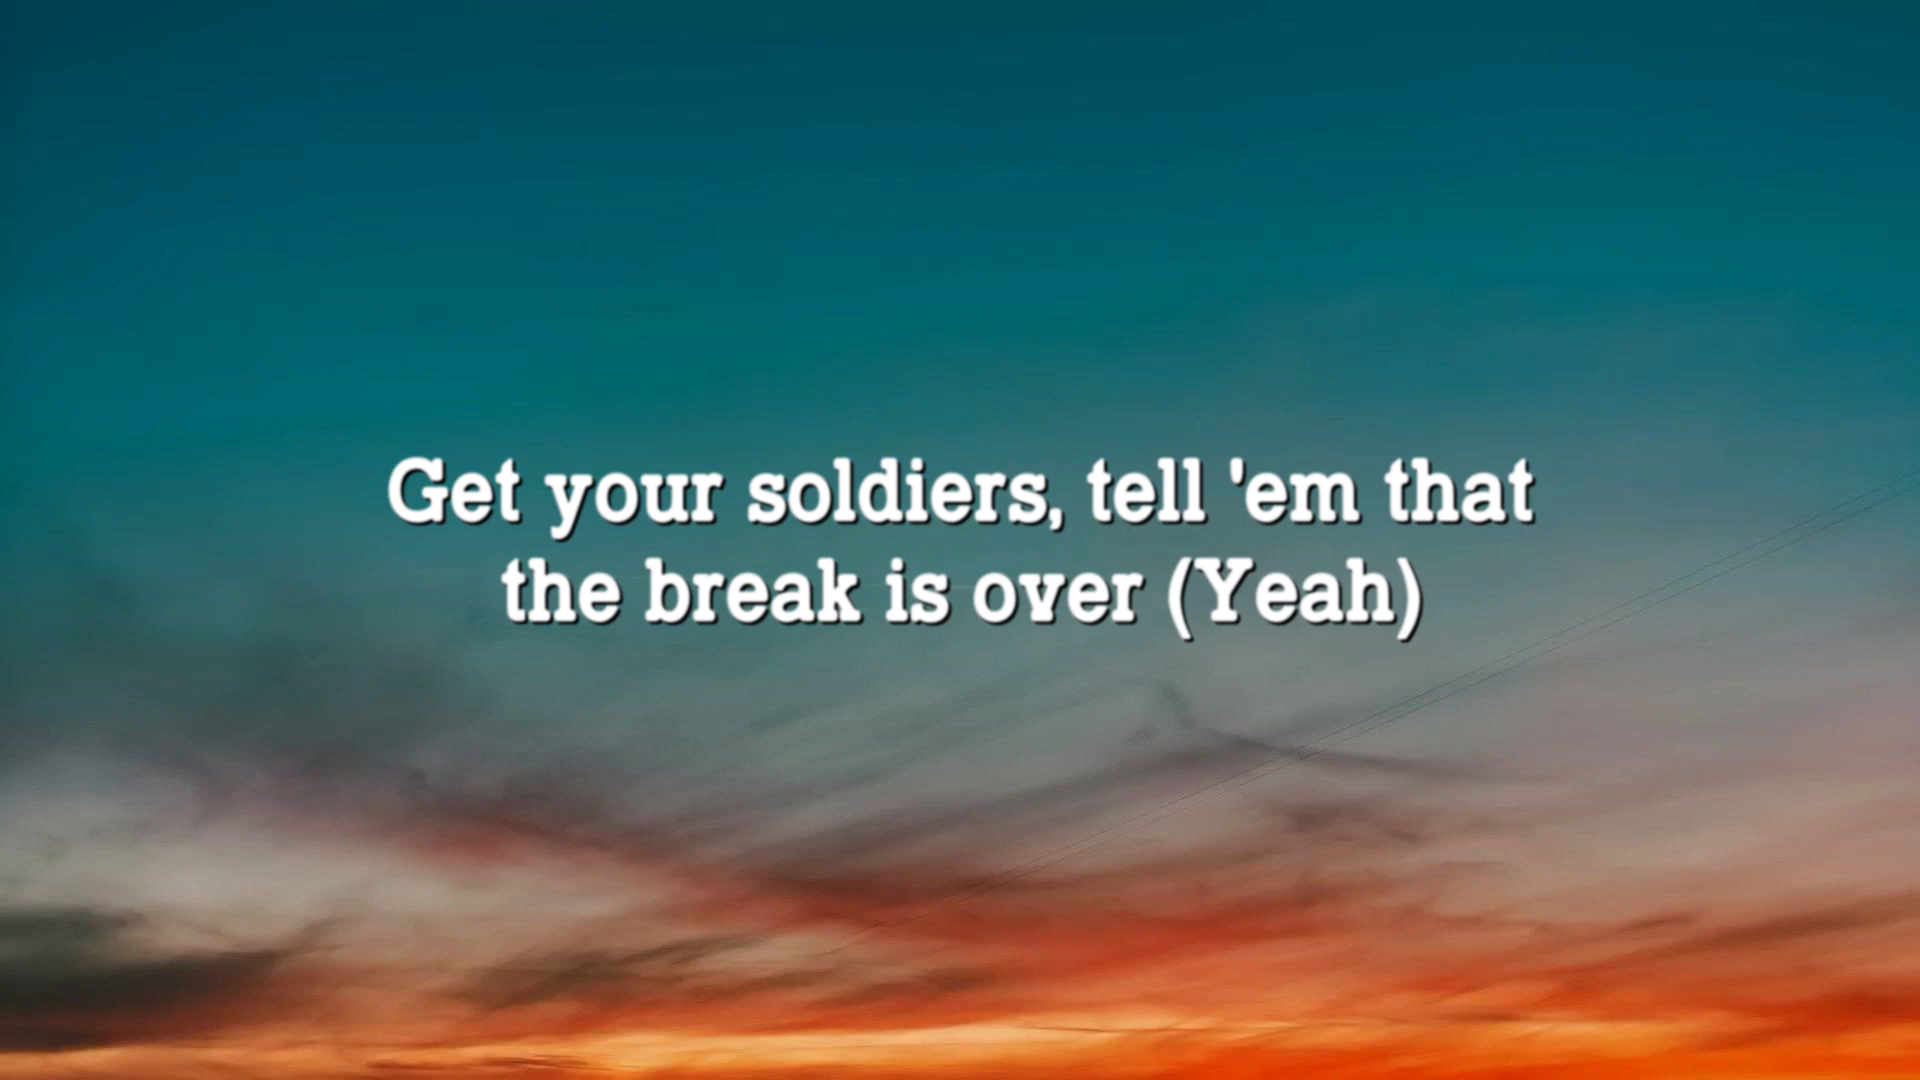 Get your soldiers, tell 'em that
the break is over (Yeah)